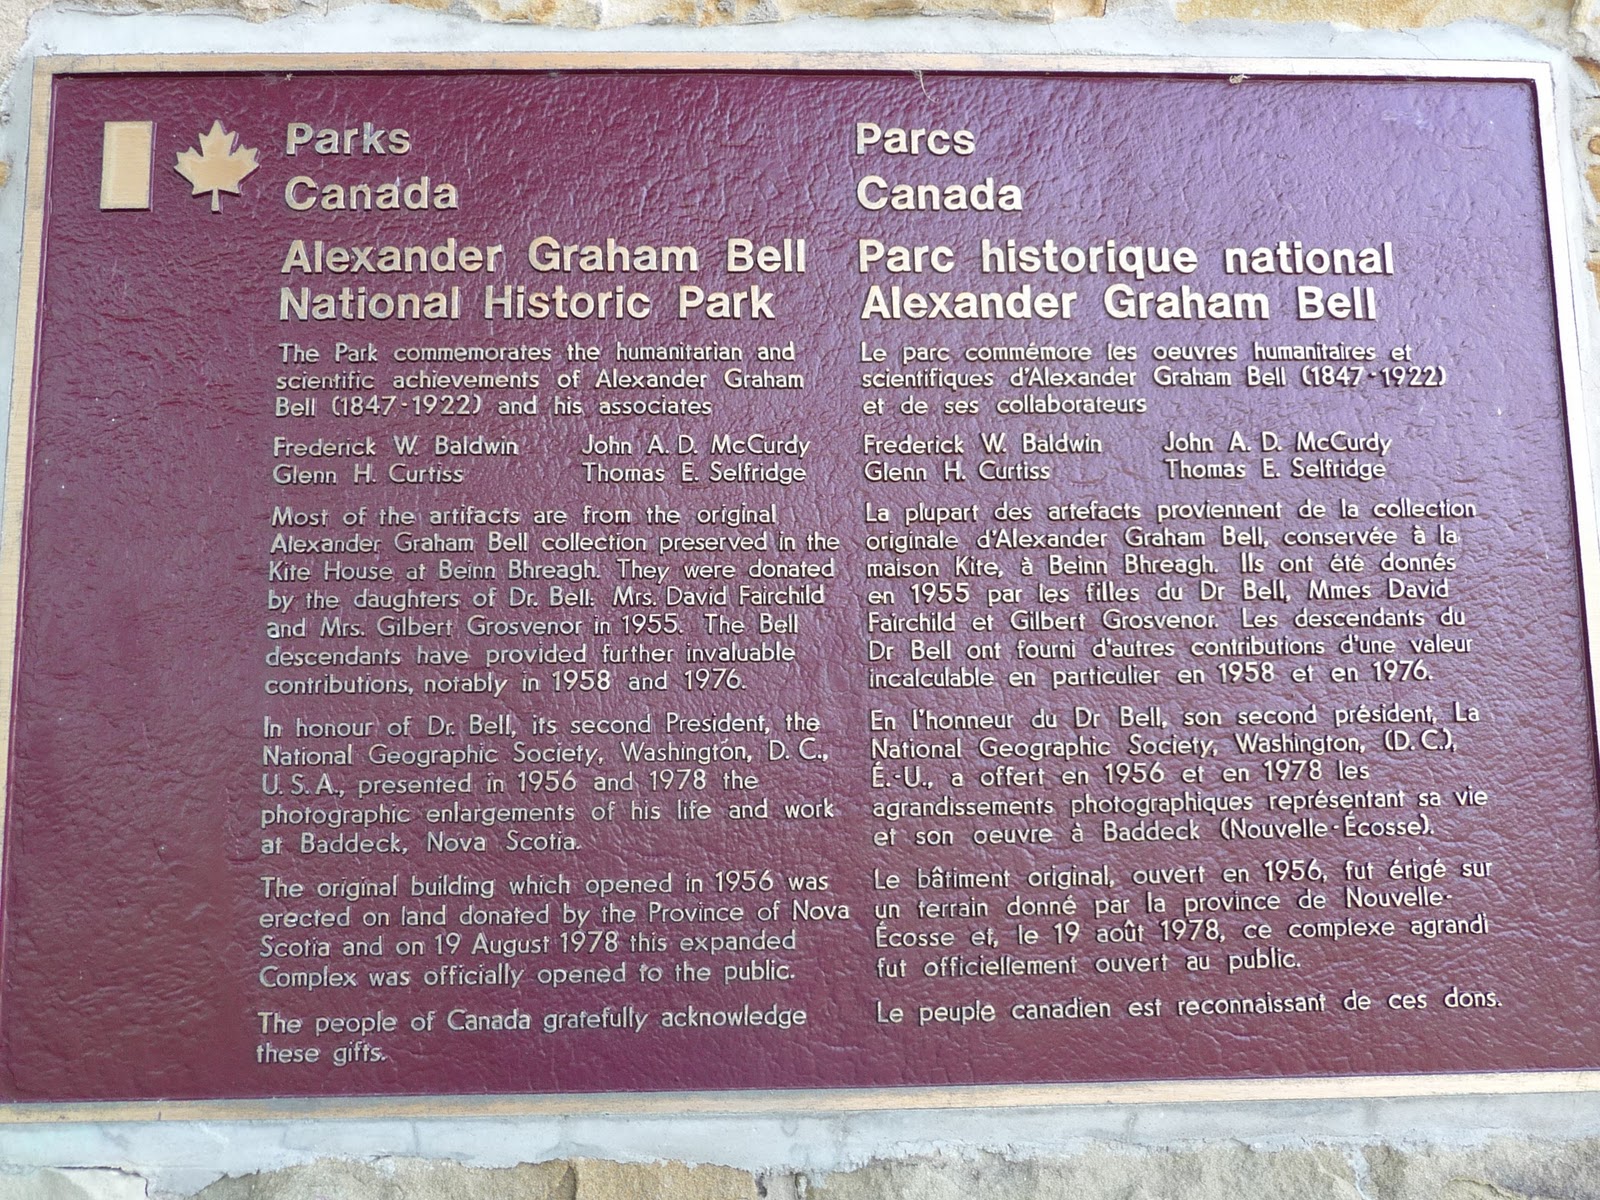 Parks
Canada
Alexander Graham Bell
National Historic Park
The Park commemorates the humanitarian and
scientific achievements of Alexander Graham
Bell (1847-1922) and his associates
Frederick W. Baldwin John A. D. McCurdy
Glenn H. Curtiss Thomas E. Selfridge
Most of the artifacts are from the original
Alexander Graham Bell collection preserved in the
Kite House at Beinn Bhreagh. They were donated
by the daughters of Dr. Bell: Mrs. David Fairchild
and Mrs. Gilbert Grosvenor in 1955. The Bell
descendants have provided further invaluable
contributions, notably in 1958 and 1976.
In honour of Dr. Bell, its second President, the
National Geographic Society, Washington, D. C.,
U. S. A., presented in 1956 and 1978 the
photographic enlargements of his life and work
at Baddeck, Nova Scotia.
The original building which opened in 1956 was
erected on land donated by the Province of Nova
Scotia and on 19 August 1978 this expanded
Complex was officially opened to the public.
The people of Canada gratefully acknowledge
these gifts.
Parcs
Canada
Parc historique national
Alexander Graham Bell
Le parc commémore les oeuvres humanitaires et
scientifiques d'Alexander Graham Bell (1847-1922)
et de ses collaborateurs
Frederick W. Baldwin John A. D. McCurdy
Glenn H. Curtiss Thomas E. Selfridge
La plupart des artefacts proviennent de la collection
originale d'Alexander Graham Bell, conservée à la
maison Kite, à Beinn Bhreagh. Ils ont été donnés
en 1955 par les filles du Dr Bell, Mmes David
Fairchild et Gilbert Grosvenor. Les descendants du
Dr Bell ont fourni d'autres contributions d'une valeur
incalculable en particulier en 1958 et en 1976.
En l'honneur du Dr Bell, son second président, La
National Geographic Society, Washington, (D. C.),
É.-U., a offert en 1956 et en 1978 les
agrandissements photographiques représentant sa vie
et son oeuvre à Baddeck (Nouvelle-Écosse).
Le bâtiment original, ouvert en 1956, fut érigé sur
un terrain donné par la province de Nouvelle-
Écosse et, le 19 août 1978, ce complexe agrandi
fut officiellement ouvert au public.
Le peuple canadien est reconnaissant de ces dons.